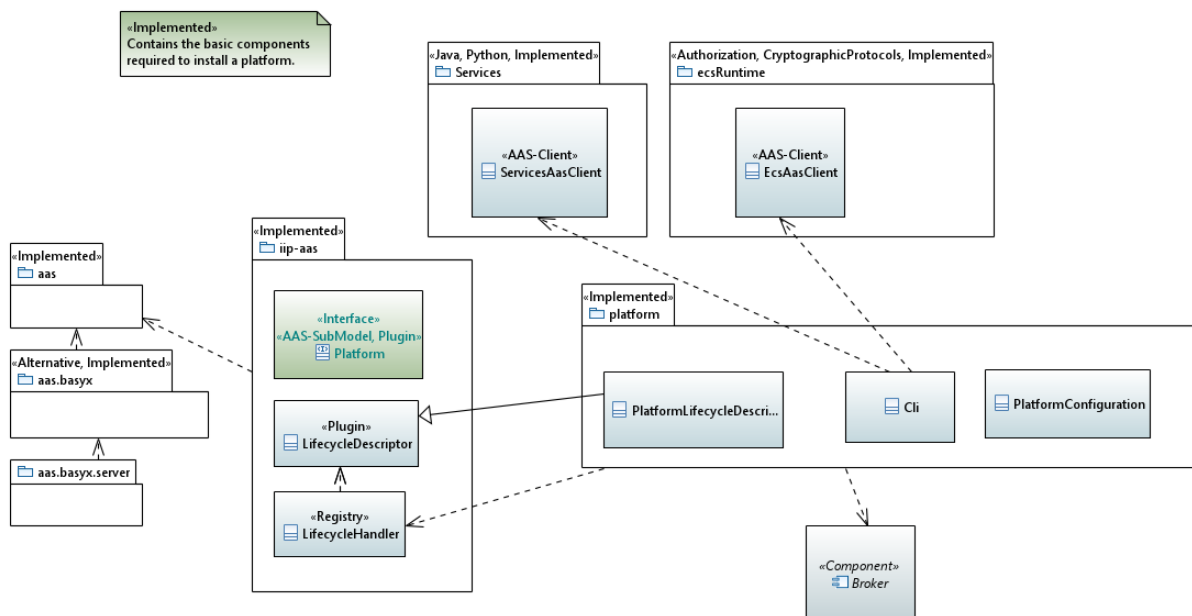 «Implemented»
Contains the basic components
required to install a platform.
«Java, Python, Implemented»
Services
«AAS-Client»
ServicesAasClient
«Authorization, CryptographicProtocols, Implemented»
ecsRuntime
«AAS-Client»
EcsAasClient
«Implemented»
aas
«Alternative, Implemented»
aas.basyx
aas.basyx.server
«Implemented»
iip-aas
«Interface»
«AAS-SubModel, Plugin»
Platform
«Plugin»
LifecycleDescriptor
«Registry»
LifecycleHandler
«Implemented»
platform
PlatformLifecycleDescri...
Cli
PlatformConfiguration
«Component»
Broker